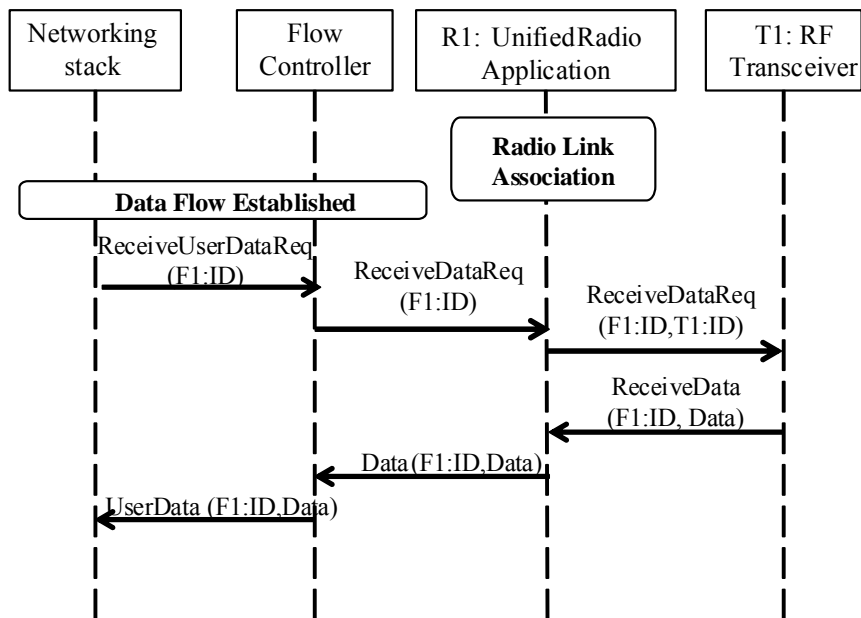 Networking
stack
Flow
Controller
R1: UnifiedRadio
Application
T1: RF
Transceiver
Radio Link
Association
Data Flow Established
ReceiveUserDataReq
(F1:ID)
ReceiveDataReq
(F1:ID)
ReceiveDataReq
(F1:ID,T1:ID)
ReceiveData
(F1:ID, Data)
Data(F1:ID,Data)
UserData (F1:ID,Data)